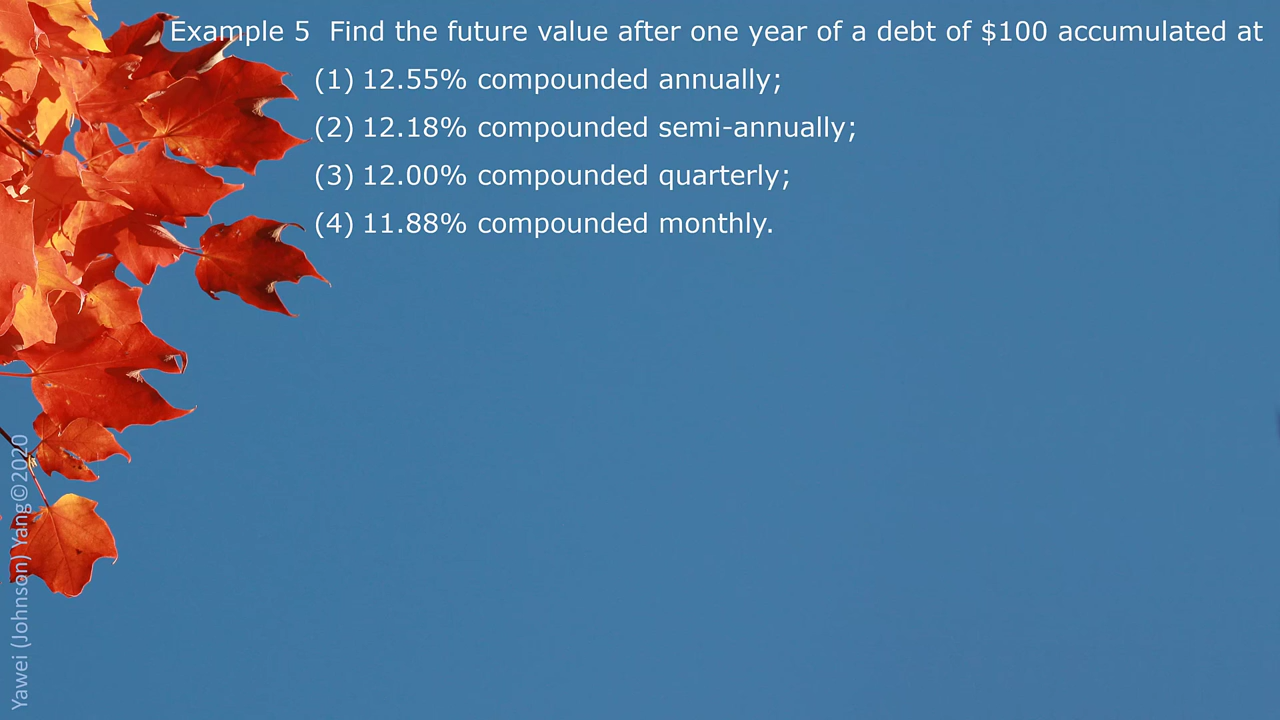 Example 5 Find the future value after one year of a debt of $100 accumulated at
(1) 12.55% compounded annually;
(2) 12.18% compounded semi-annually;
(3) 12.00% compounded quarterly;
(4) 11.88% compounded monthly.
Yawei (Johnson) Yang©2020